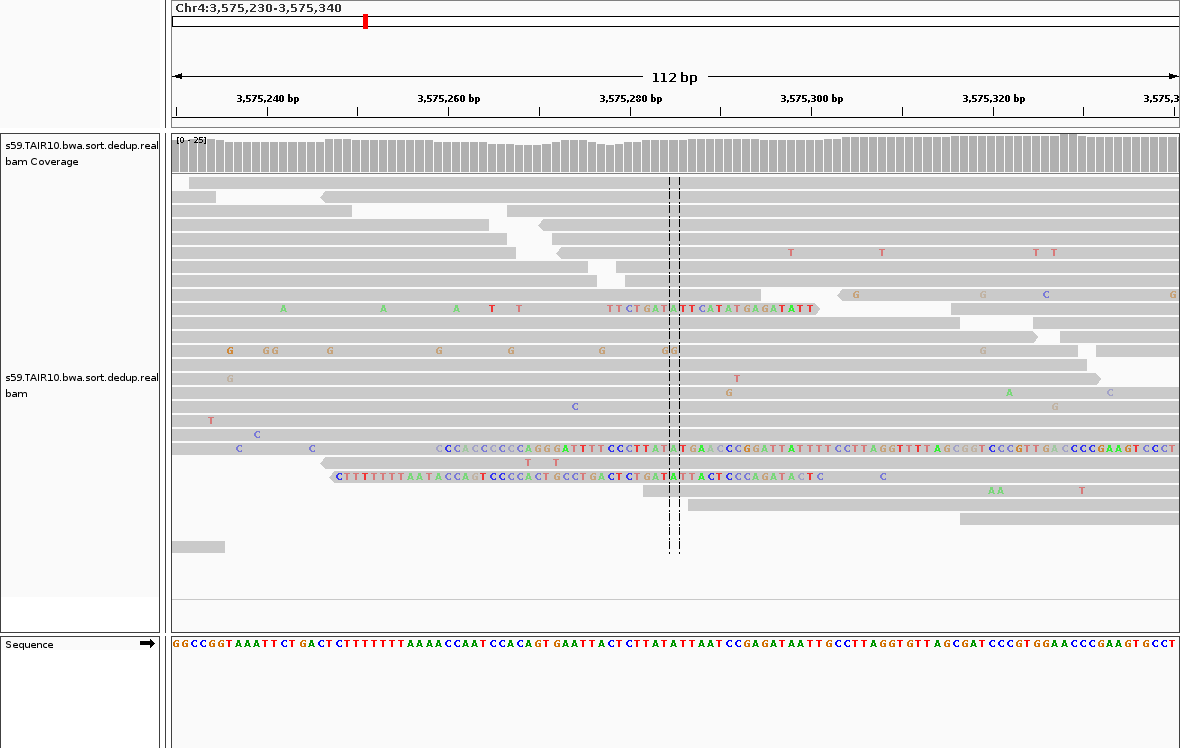 Chr4:3,575,230-3,575,340
112 bp
3,575,240 bp 3,575,260 bp 3,575,280 bp 3,575,300 bp 3,575,320 bp 3,575,3
s59.TAIR10.bwa.sort.dedup.real
bam Coverage
[0 - 25]
T T T T
G G C G
A A A T T TTCTGATATTCATATGAGATATT
G GG G G G G GG G
s59.TAIR10.bwa.sort.dedup.real
bam
G T
G A C
C G
T
C
C C CCCACCCCCCAGGGATTTTCCCTTATATGAACCCGGATTATTTTCCTTAGGTTTTAGCGGTCCCGTTGACCCCGAAGTCCCT
T T
CTTTTTTTAATACCAGTCCCCACTGCCTGACTCTGATATTACTCCCAGATACTC C
AA T
Sequence
GGCCGGTAAATTCTGACTCTTTTTTTAAAACCAATCCACAGTGAATTACTCTTATATTAATCCGAGATAATTGCCTTAGGTGTTAGCGATCCCGTGGAACCCGAAGTGCCT